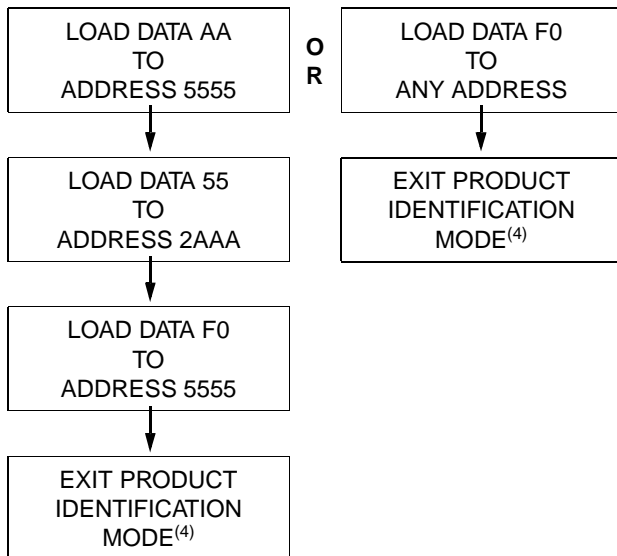 LOAD DATA AA
TO
ADDRESS 5555
LOAD DATA 55
TO
ADDRESS 2AAA
LOAD DATA F0
TO
ADDRESS 5555
EXIT PRODUCT
IDENTIFICATION
MODE(4)
O
R
LOAD DATA F0
TO
ANY ADDRESS
EXIT PRODUCT
IDENTIFICATION
MODE(4)